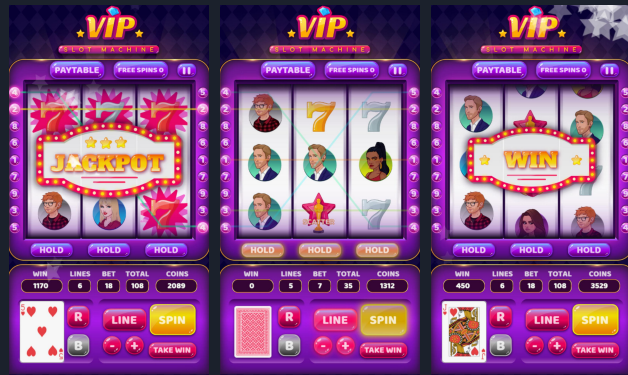 VIP
SLOT MACHINE
PAYTABLE
FREE SPINS 0
JACKPOT
HOLD
HOLD
HOLD
WIN LINES BET TOTAL COINS
1170 6 18 108 2089
R
LINE
SPIN
B
- +
TAKE WIN
VIP
SLOT MACHINE
PAYTABLE
FREE SPINS 0
HOLD
HOLD
HOLD
WIN LINES BET TOTAL COINS
0 5 7 35 1312
R
LINE
SPIN
B
- +
TAKE WIN
VIP
SLOT MACHINE
PAYTABLE
FREE SPINS 0
WIN
HOLD
HOLD
HOLD
WIN LINES BET TOTAL COINS
450 6 18 108 3529
R
LINE
SPIN
B
- +
TAKE WIN